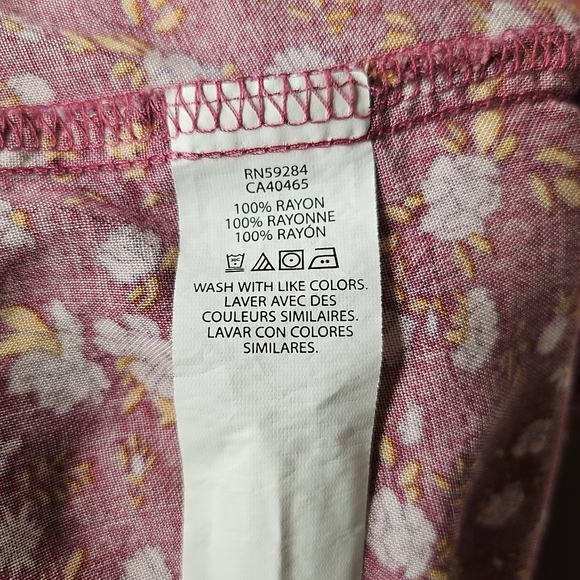 RN59284
CA40465
100% RAYON
100% RAYONNE
100% RAYÓN
WASH WITH LIKE COLORS.
LAVER AVEC DES
COULEURS SIMILAIRES.
LAVAR CON COLORES
SIMILARES.